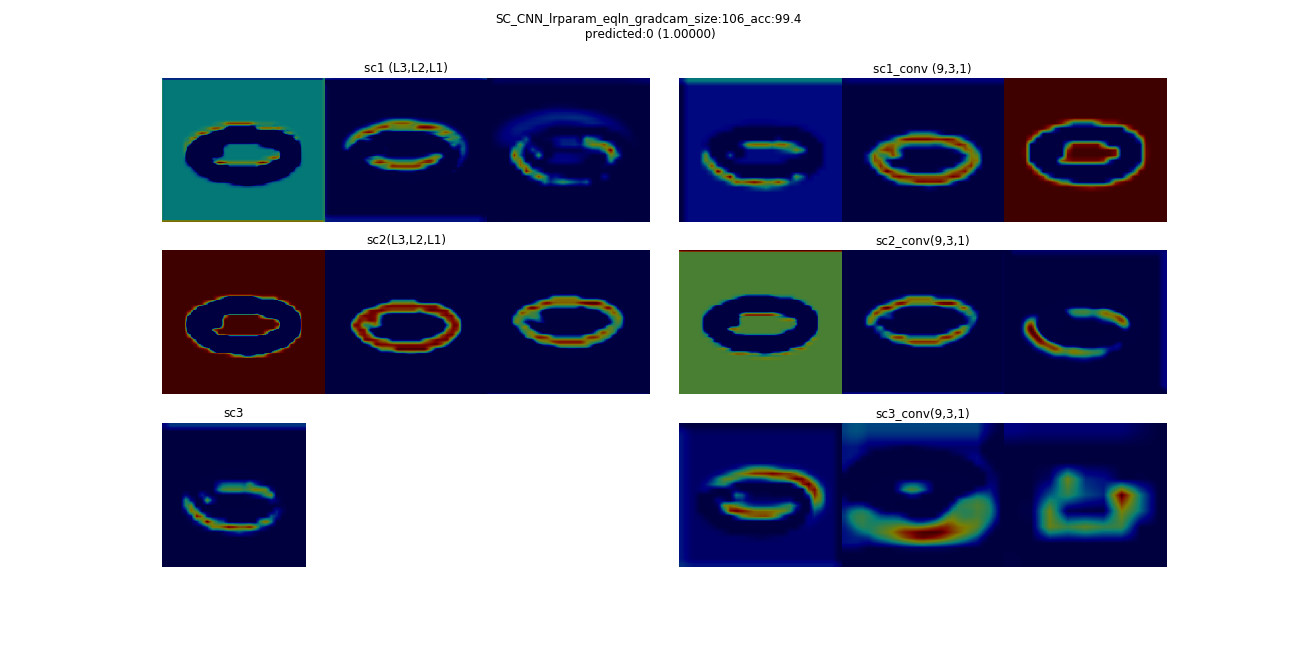 SC_CNN_lrparam_eqln_gradcam_size:106_acc:99.4
predicted:0 (1.00000)
sc1 (L3,L2,L1)
sc1_conv (9,3,1)
sc2(L3,L2,L1)
sc2_conv(9,3,1)
sc3
sc3_conv(9,3,1)